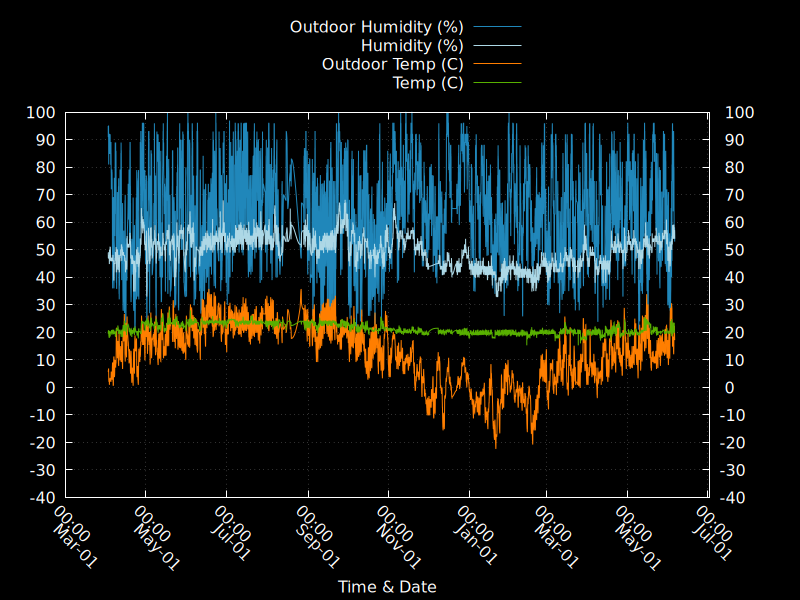 Outdoor Humidity (%)
Humidity (%)
Outdoor Temp (C)
Temp (C)
100 100
90 90
80 80
70 70
60 60
50 50
40 40
30 30
20 20
10 10
0 0
-10 -10
-20 -20
-30 -30
-40 -40
00:00 Mar-01
00:00 May-01
00:00 Jul-01
00:00 Sep-01
00:00 Nov-01
00:00 Jan-01
00:00 Mar-01
00:00 May-01
00:00 Jul-01
Time & Date